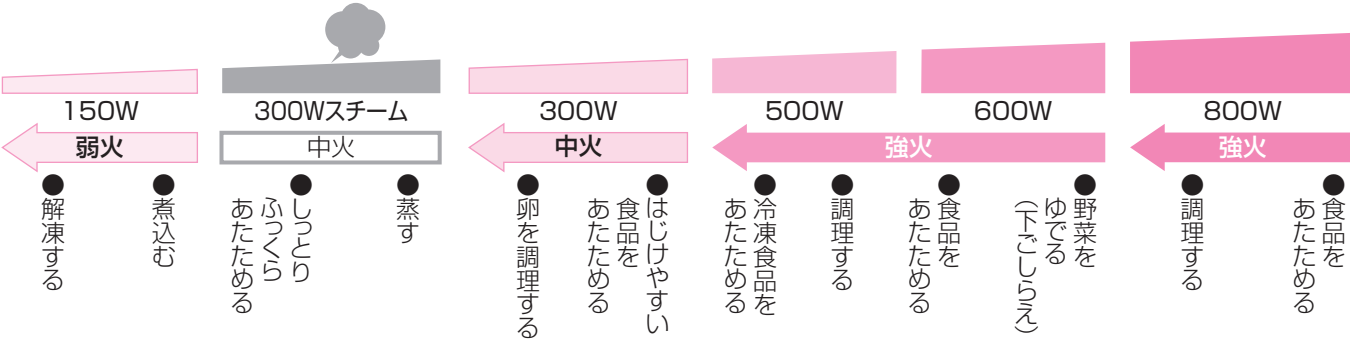 150W
300Wスチーム
300W
500W
600W
800W
弱火
中火
中火
強火
強火
解凍する
煮込む
しっとり
ふっくら
あたためる
蒸す
卵を調理する
はじけやすい
食品を
あたためる
冷凍食品を
あたためる
調理する
食品を
あたためる
野菜を
ゆでる
（下ごしらえ）
調理する
食品を
あたためる